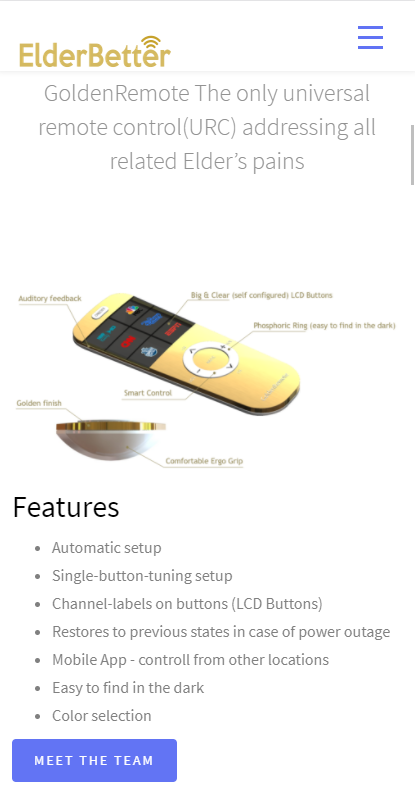 ElderBetter
GoldenRemote The only universal
remote control(URC) addressing all
related Elder’s pains
Auditory feedback
Big & Clear (self configured) LCD Buttons
Phosphoric Ring (easy to find in the dark)
Smart Control
Golden finish
Comfortable Ergo Grip
Features
Automatic setup
Single-button-tuning setup
Channel-labels on buttons (LCD Buttons)
Restores to previous states in case of power outage
Mobile App - controll from other locations
Easy to find in the dark
Color selection
MEET THE TEAM